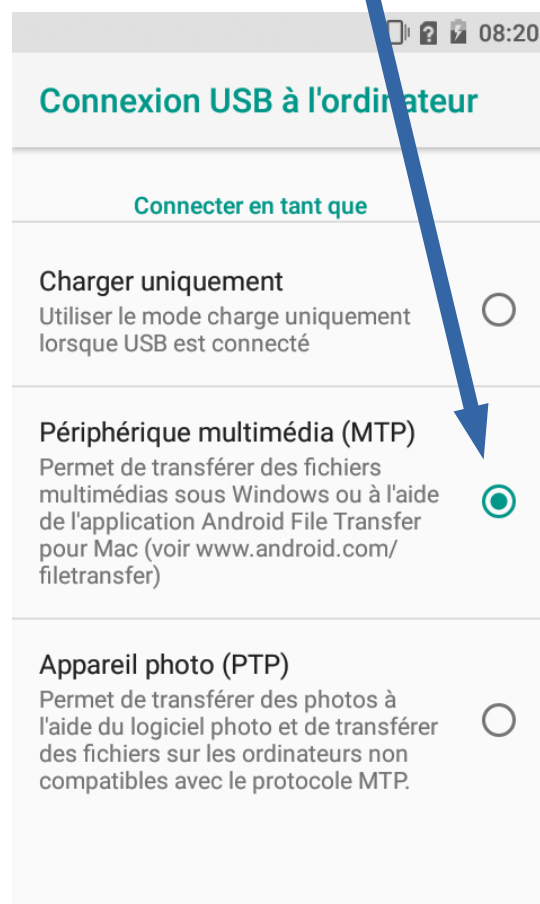 08:20
Connexion USB à l'ordinateur
Connecter en tant que
Charger uniquement
Utiliser le mode charge uniquement
lorsque USB est connecté
Périphérique multimédia (MTP)
Permet de transférer des fichiers
multimédias sous Windows ou à l'aide
de l'application Android File Transfer
pour Mac (voir www.android.com/
filetransfer)
Appareil photo (PTP)
Permet de transférer des photos à
l'aide du logiciel photo et de transférer
des fichiers sur les ordinateurs non
compatibles avec le protocole MTP.